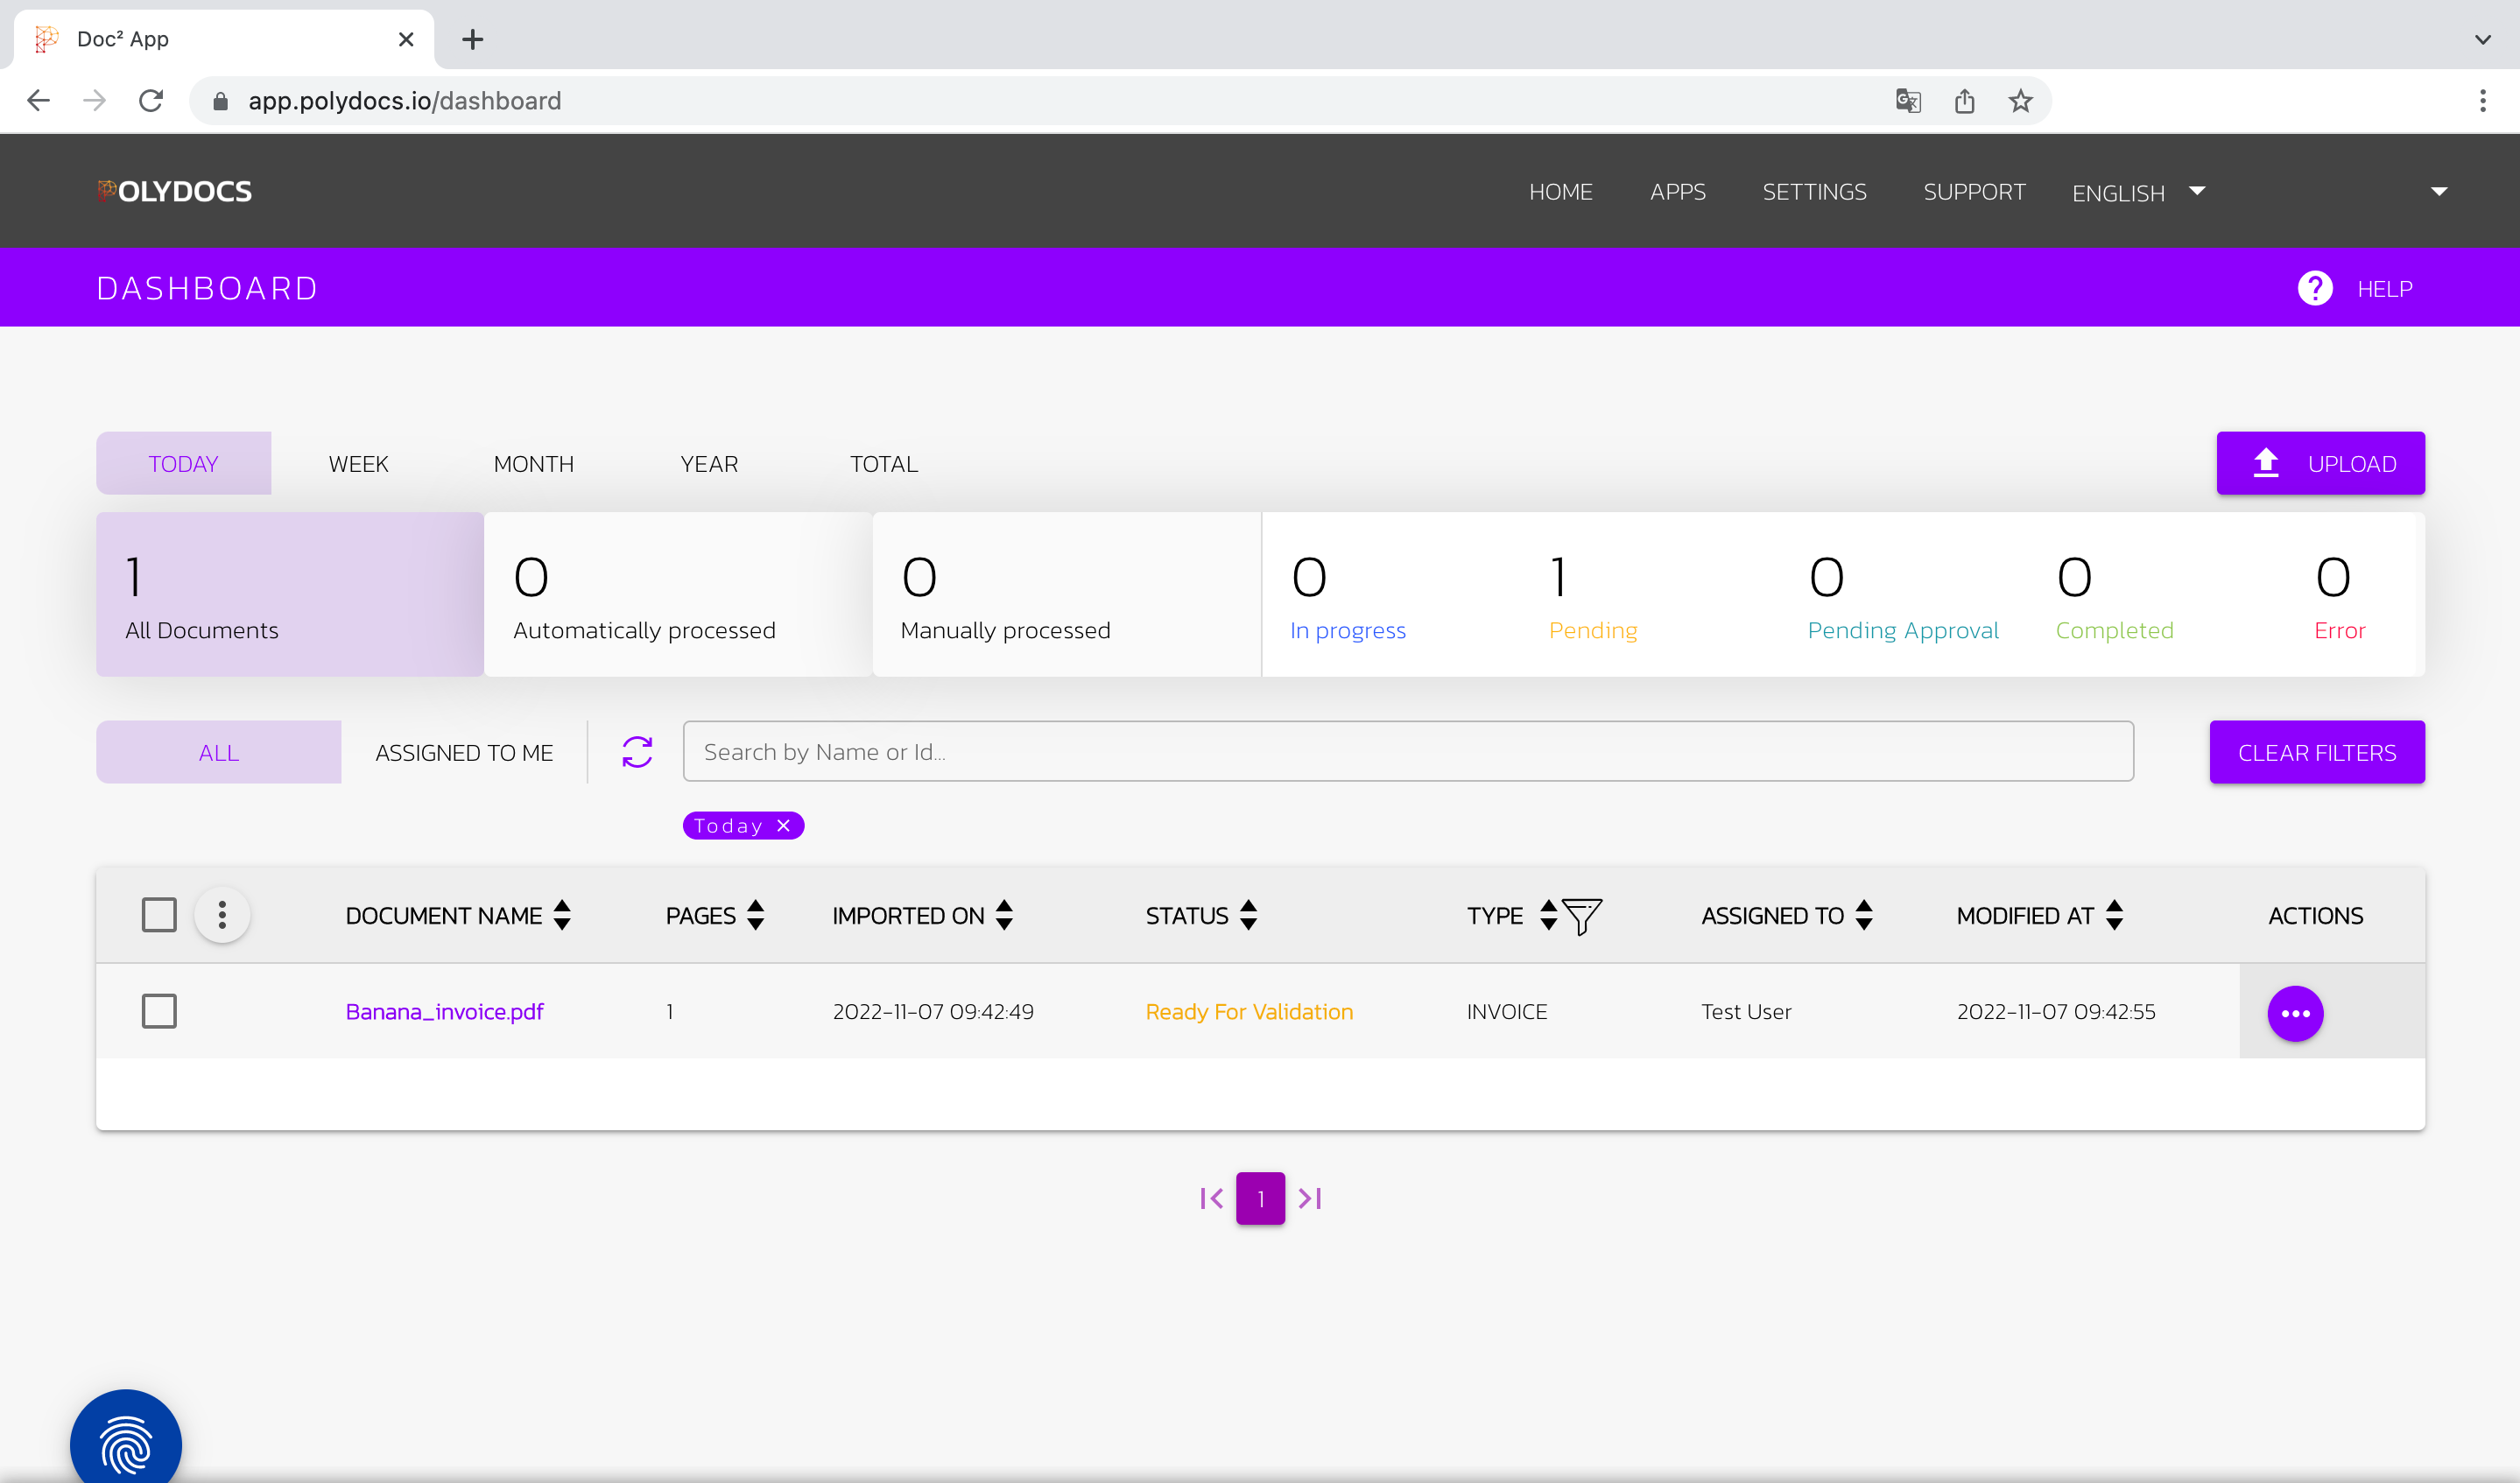 Doc² App
app.polydocs.io/dashboard
POLYDOCS
HOME APPS SETTINGS SUPPORT ENGLISH
DASHBOARD
? HELP
TODAY WEEK MONTH YEAR TOTAL
UPLOAD
1 0 0 0 1 0 0 0
All Documents Automatically processed Manually processed In progress Pending Pending Approval Completed Error
ALL ASSIGNED TO ME Search by Name or Id... CLEAR FILTERS
Today
DOCUMENT NAME PAGES IMPORTED ON STATUS TYPE ASSIGNED TO MODIFIED AT ACTIONS
Banana_invoice.pdf 1 2022-11-07 09:42:49 Ready For Validation INVOICE Test User 2022-11-07 09:42:55
1